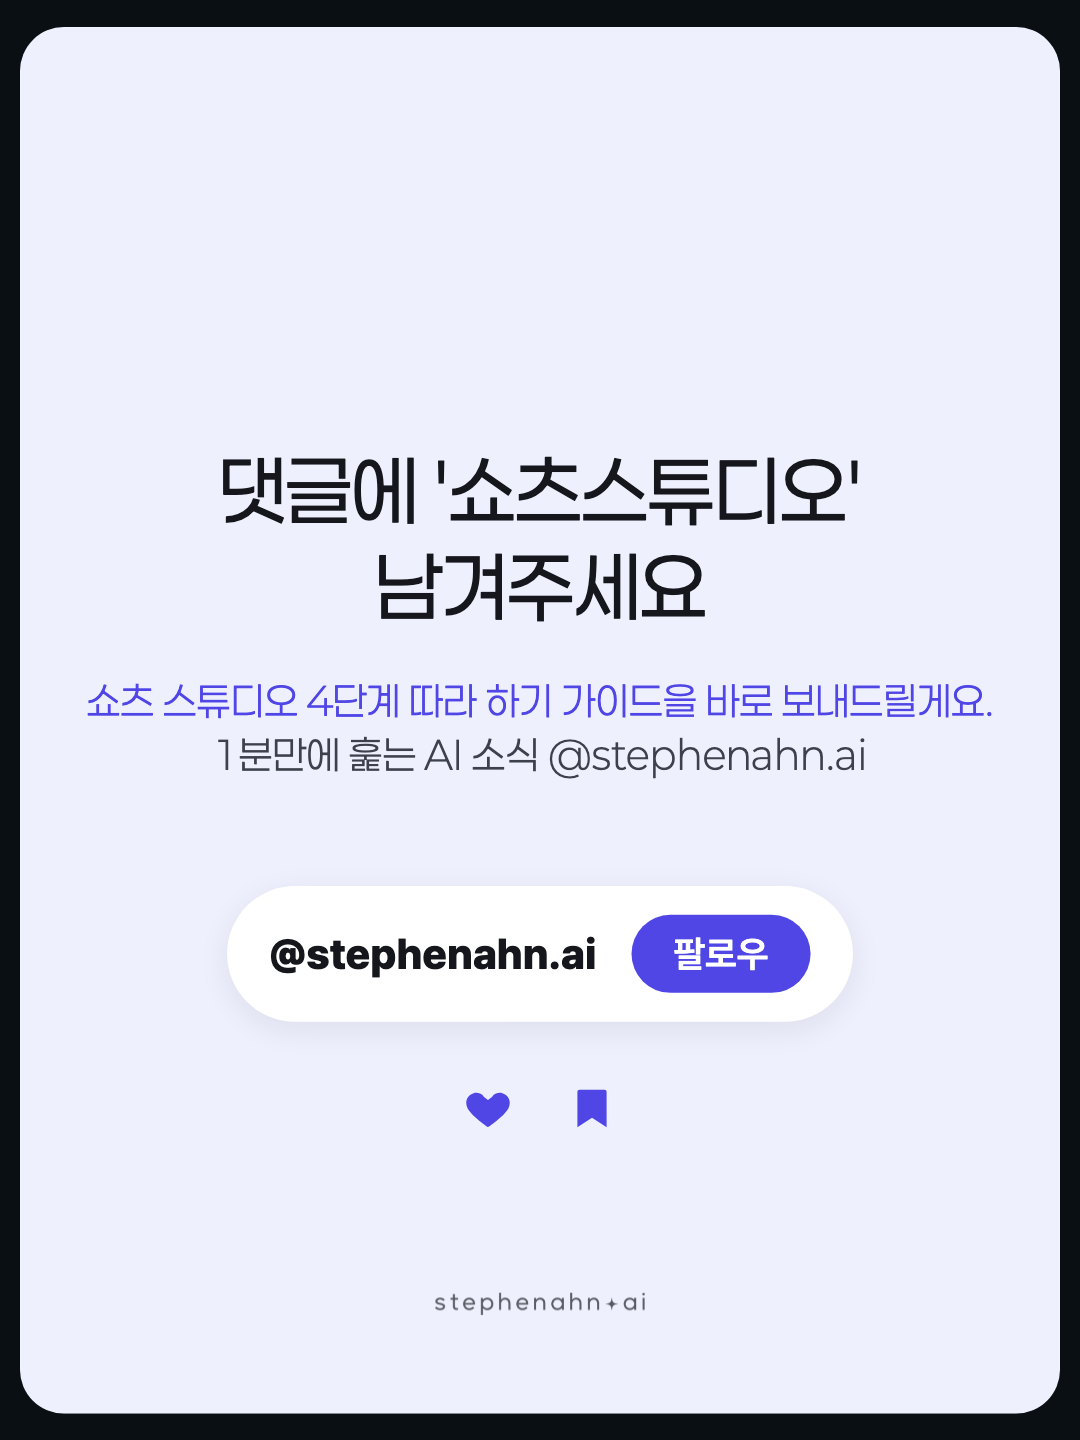 댓글에 '쇼츠스튜디오'
남겨주세요
쇼츠 스튜디오 4단계 따라 하기 가이드을 바로 보내드릴게요.
1분만에 훑는 AI 소식 @stephenahn.ai
@stephenahn.ai 팔로우
stephenahn✦ai